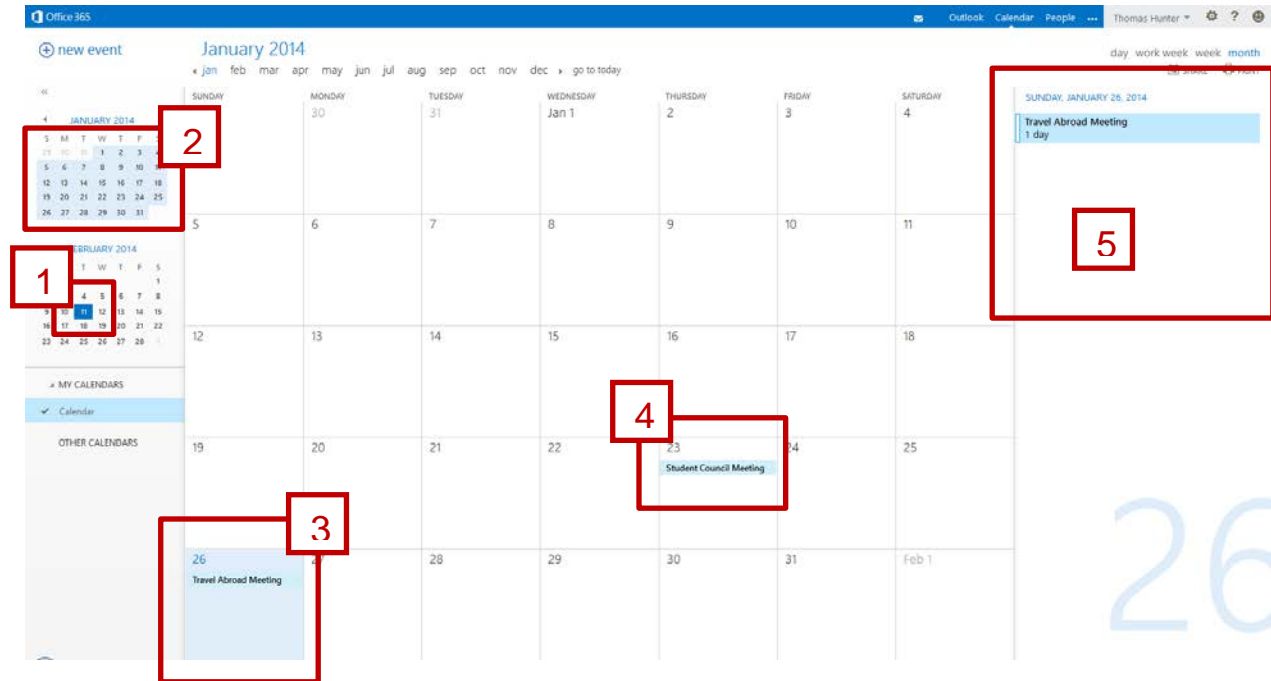 Office 365
Outlook Calendar People ... Thomas Hunter ?
new event
January 2014
day work week week month
jan feb mar apr may jun jul aug sep oct nov dec go to today
SUNDAY MONDAY TUESDAY WEDNESDAY THURSDAY FRIDAY SATURDAY
30 31 Jan 1 2 3 4
5 6 7 8 9 10 11
12 13 14 15 16 17 18
19 20 21 22 23 24 25
Student Council Meeting
26 27 28 29 30 31 Feb 1
Travel Abroad Meeting
SUNDAY, JANUARY 26, 2014
Travel Abroad Meeting
1 day
26
JANUARY 2014
S M T W T F S
29 30 31 1 2 3 4
5 6 7 8 9 10 11
12 13 14 15 16 17 18
19 20 21 22 23 24 25
26 27 28 29 30 31
EBRUARY 2014
T W T F S
1
4 5 6 7 8
9 10 11 12 13 14 15
16 17 18 19 20 21 22
23 24 25 26 27 28 1
MY CALENDARS
Calendar
OTHER CALENDARS
1
2
3
4
5